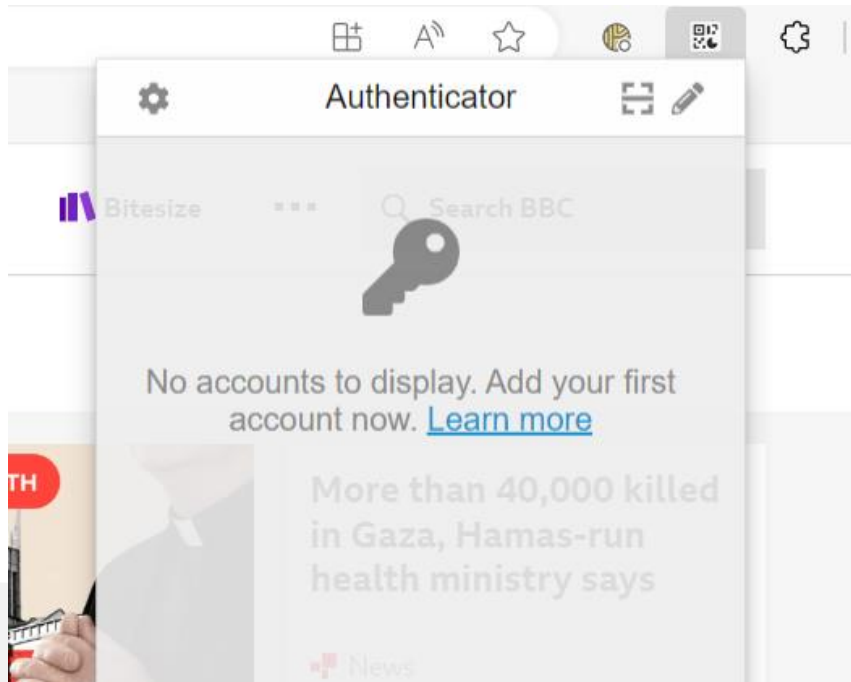 Authenticator
Bitesize
Search BBC
No accounts to display. Add your first
account now. Learn more
TH
More than 40,000 killed
in Gaza, Hamas-run
health ministry says
News